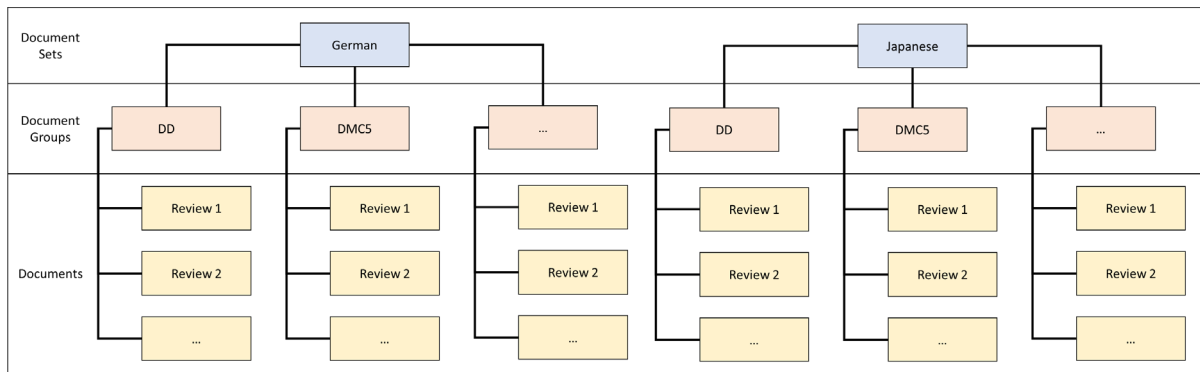 Document
Sets
German
Japanese
Document
Groups
DD
DMC5
...
DD
DMC5
...
Documents
Review 1
Review 1
Review 1
Review 1
Review 1
Review 1
Review 2
Review 2
Review 2
Review 2
Review 2
Review 2
...
...
...
...
...
...